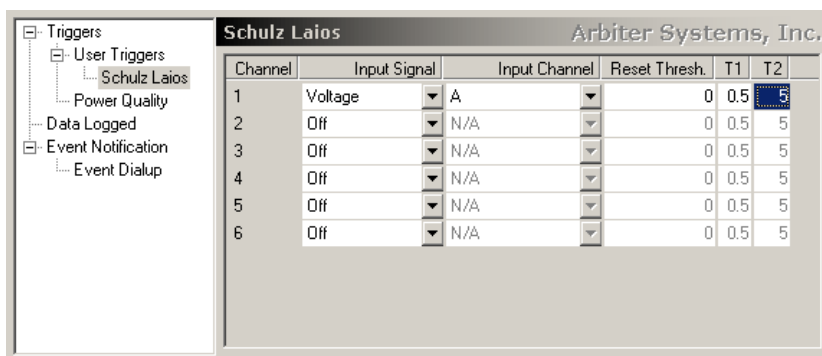 Triggers
User Triggers
Schulz Laios
Power Quality
Data Logged
Event Notification
Event Dialup
Schulz Laios Arbiter Systems, Inc.
Channel Input Signal Input Channel Reset Thresh. T1 T2
1 Voltage A 0 0.5 5
2 Off N/A 0 0.5 5
3 Off N/A 0 0.5 5
4 Off N/A 0 0.5 5
5 Off N/A 0 0.5 5
6 Off N/A 0 0.5 5